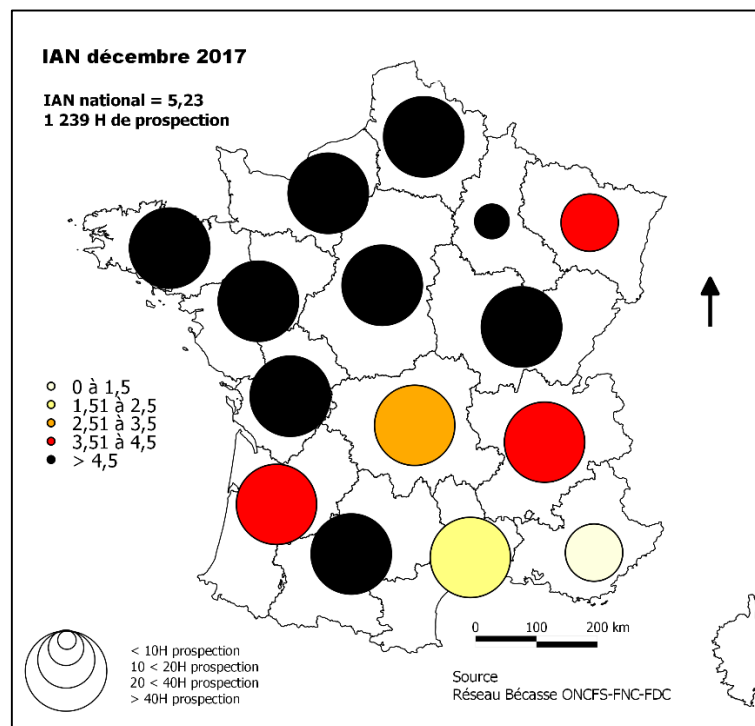 IAN décembre 2017
IAN national = 5,23
1 239 H de prospection
0 à 1,5
1,51 à 2,5
2,51 à 3,5
3,51 à 4,5
> 4,5
< 10H prospection
10 < 20H prospection
20 < 40H prospection
> 40H prospection
0 100 200 km
Source
Réseau Bécasse ONCFS-FNC-FDC